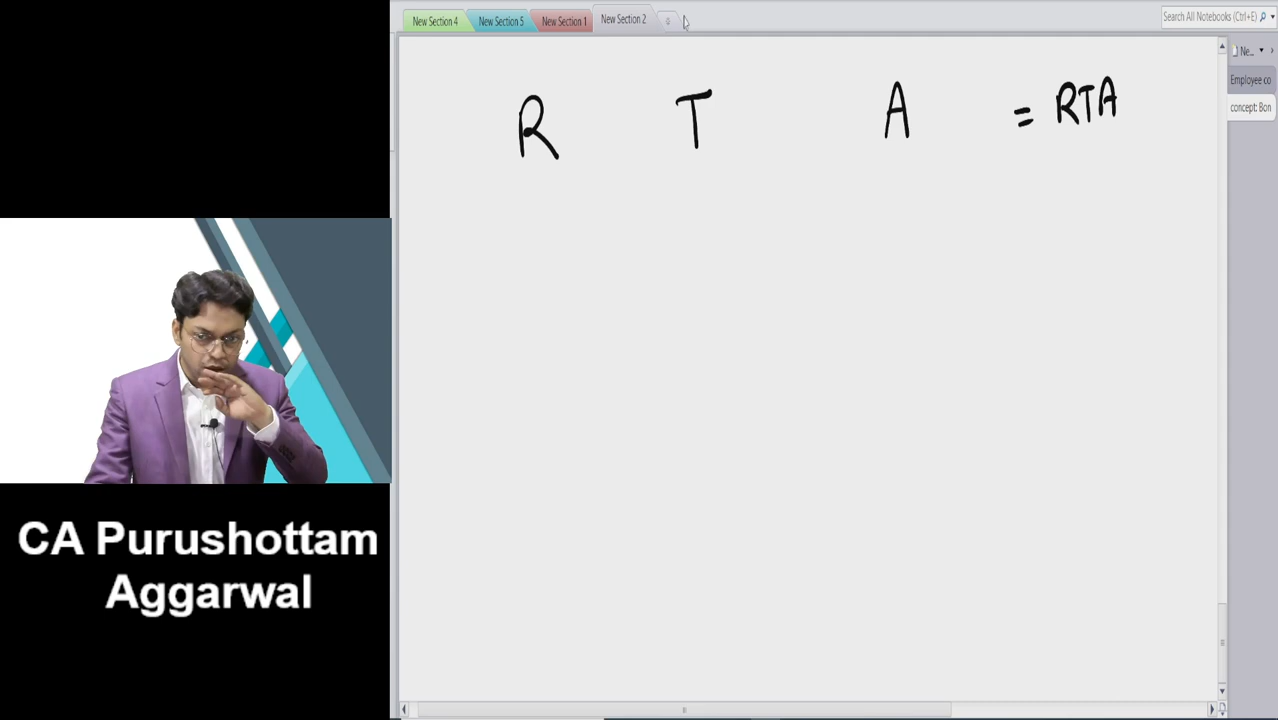 New Section 4 New Section 5 New Section 1 New Section 2
Search All Notebooks (Ctrl+E)
Ne...
Employee co
concept: Bon
R T A = RTA
CA Purushottam
Aggarwal